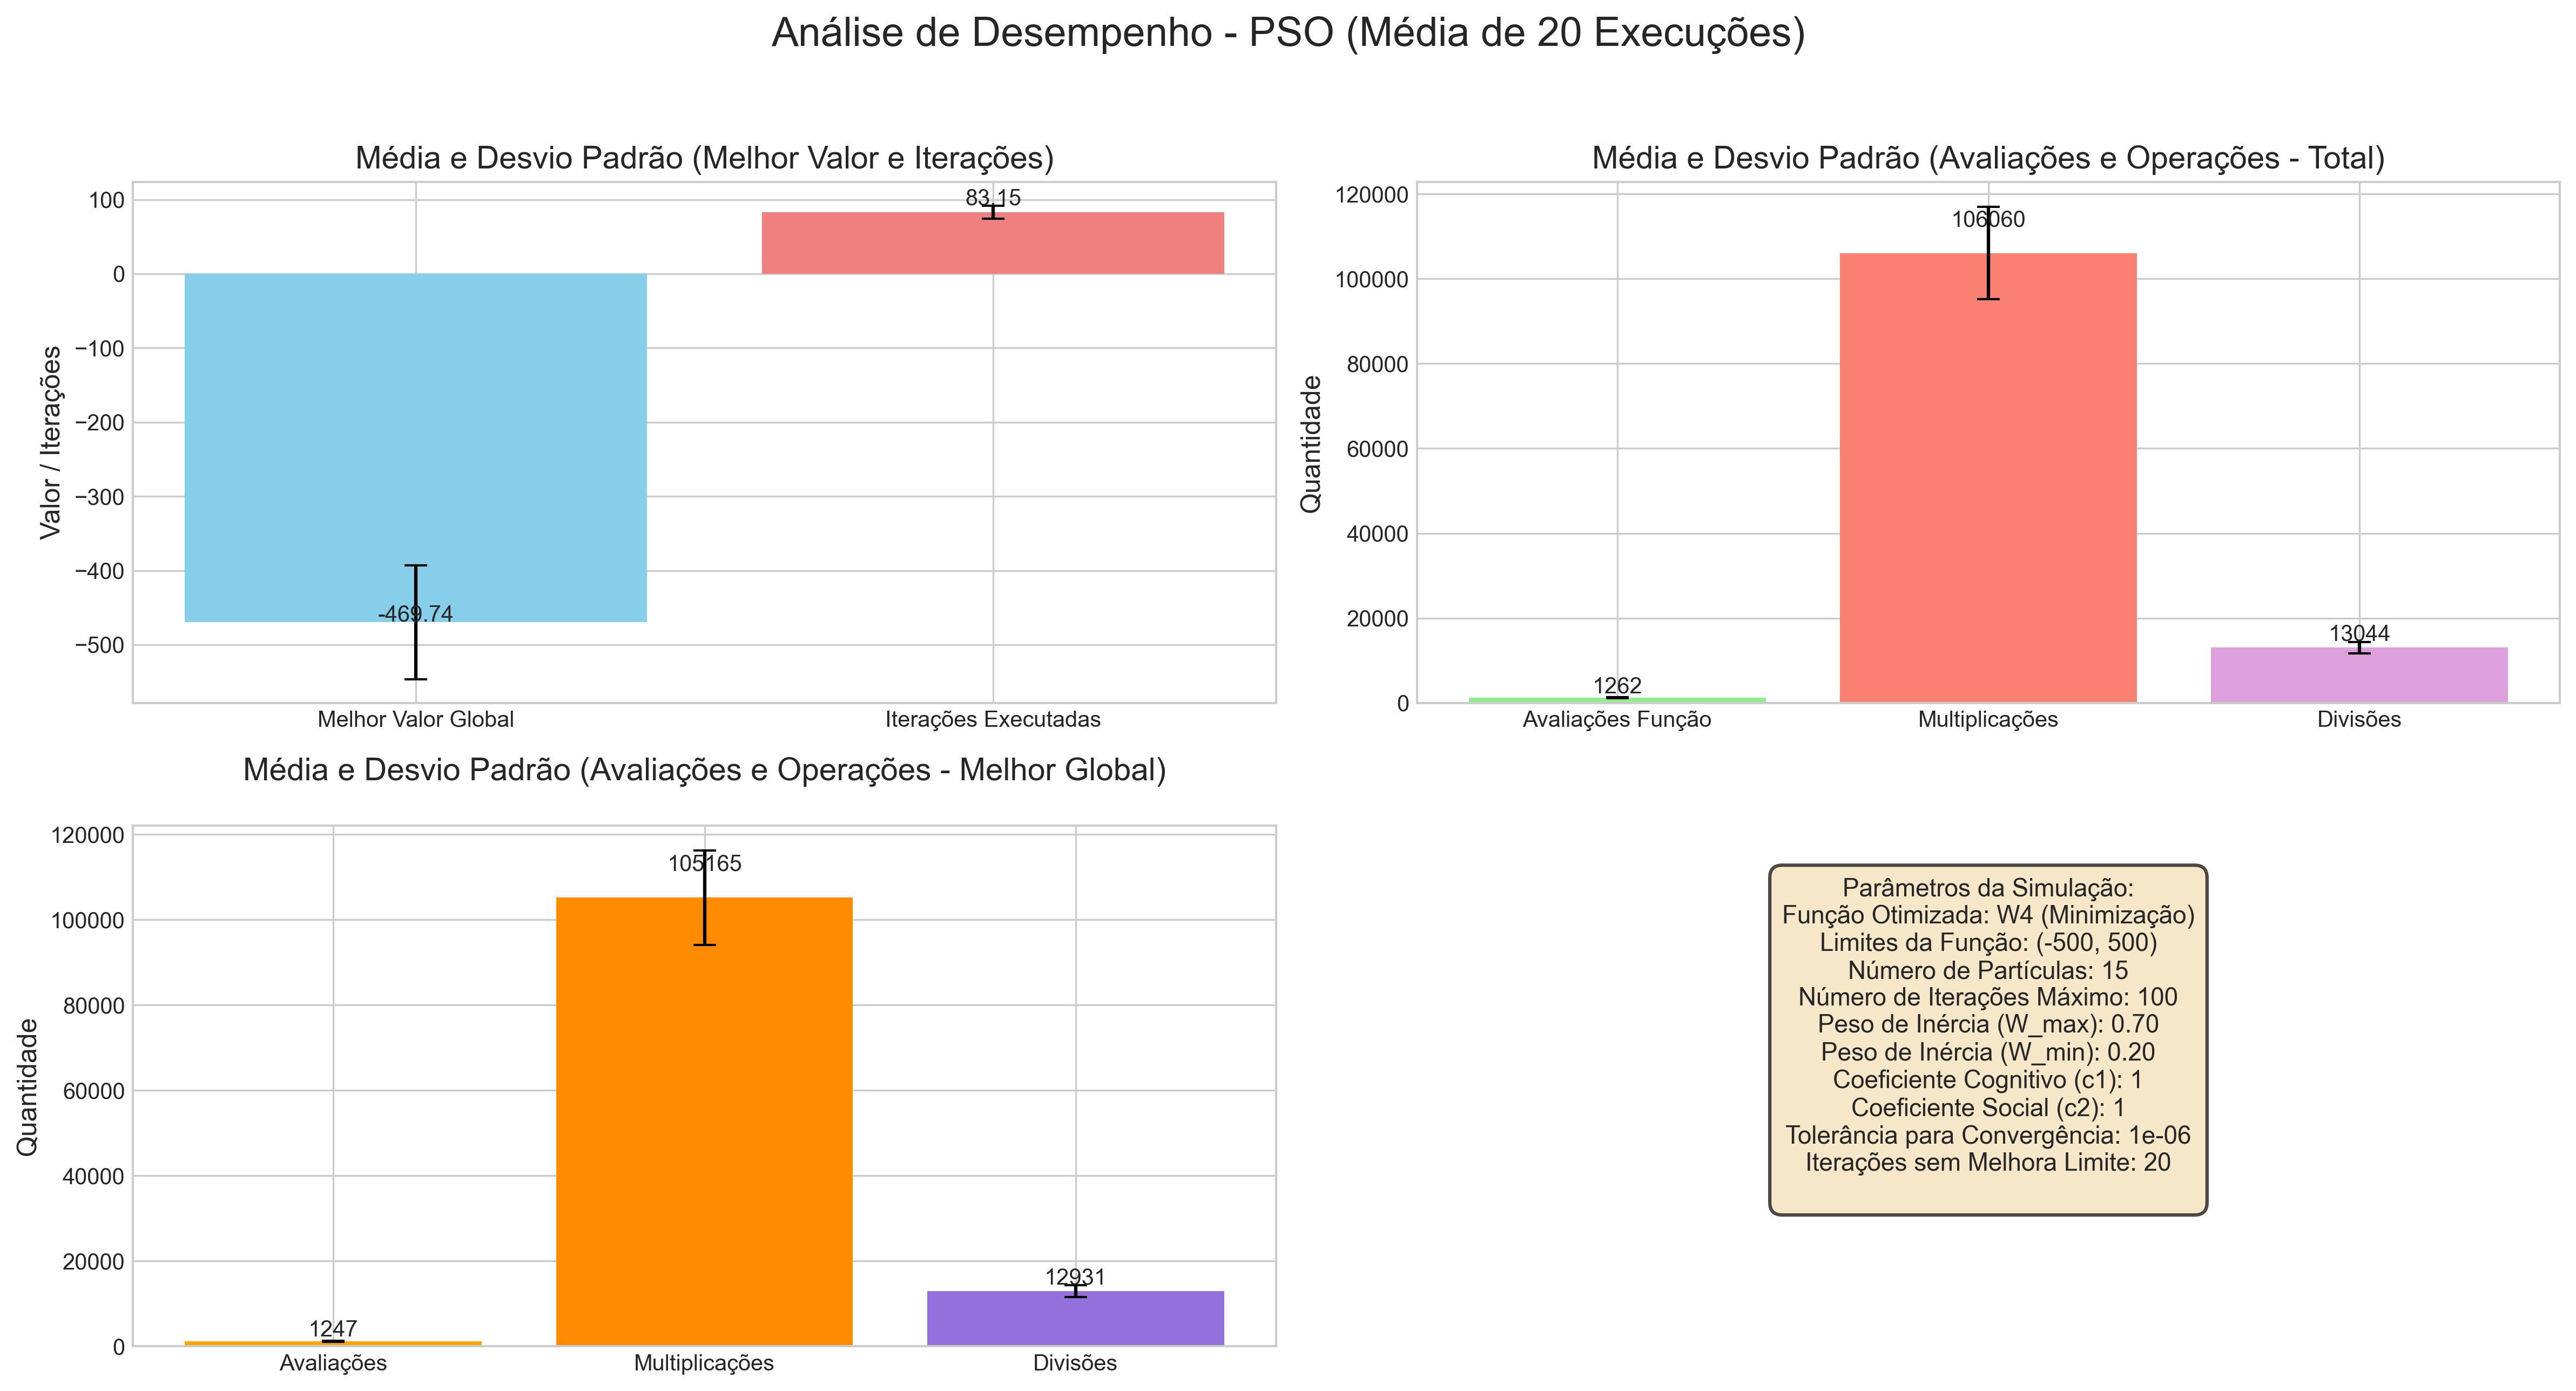 Análise de Desempenho - PSO (Média de 20 Execuções)
Média e Desvio Padrão (Melhor Valor e Iterações)
Valor / Iterações
100
0
−100
−200
−300
−400
−500
-469.74
83.15
Melhor Valor Global
Iterações Executadas
Média e Desvio Padrão (Avaliações e Operações - Total)
Quantidade
120000
100000
80000
60000
40000
20000
0
1262
106060
13044
Avaliações Função
Multiplicações
Divisões
Média e Desvio Padrão (Avaliações e Operações - Melhor Global)
Quantidade
120000
100000
80000
60000
40000
20000
0
1247
105165
12931
Avaliações
Multiplicações
Divisões
Parâmetros da Simulação:
Função Otimizada: W4 (Minimização)
Limites da Função: (-500, 500)
Número de Partículas: 15
Número de Iterações Máximo: 100
Peso de Inércia (W_max): 0.70
Peso de Inércia (W_min): 0.20
Coeficiente Cognitivo (c1): 1
Coeficiente Social (c2): 1
Tolerância para Convergência: 1e-06
Iterações sem Melhora Limite: 20